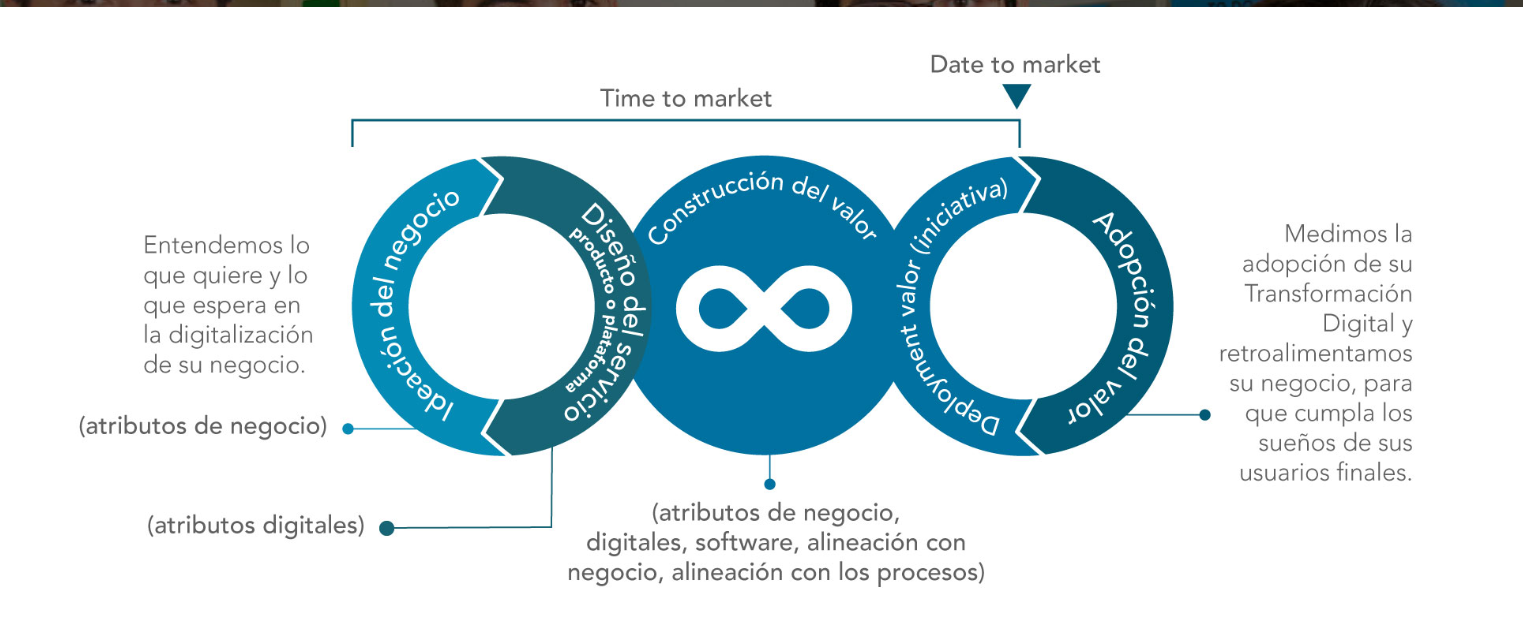 Date to market
Time to market
Ideación del negocio
Diseño del servicio
producto o plataforma
Construcción del valor
Deployment valor (iniciativa)
Adopción del valor
Entendemos lo
que quiere y lo
que espera en
la digitalización
de su negocio.
(atributos de negocio)
(atributos digitales)
(atributos de negocio,
digitales, software, alineación con
negocio, alineación con los procesos)
Medimos la
adopción de su
Transformación
Digital y
retroalimentamos
su negocio, para
que cumpla los
sueños de sus
usuarios finales.